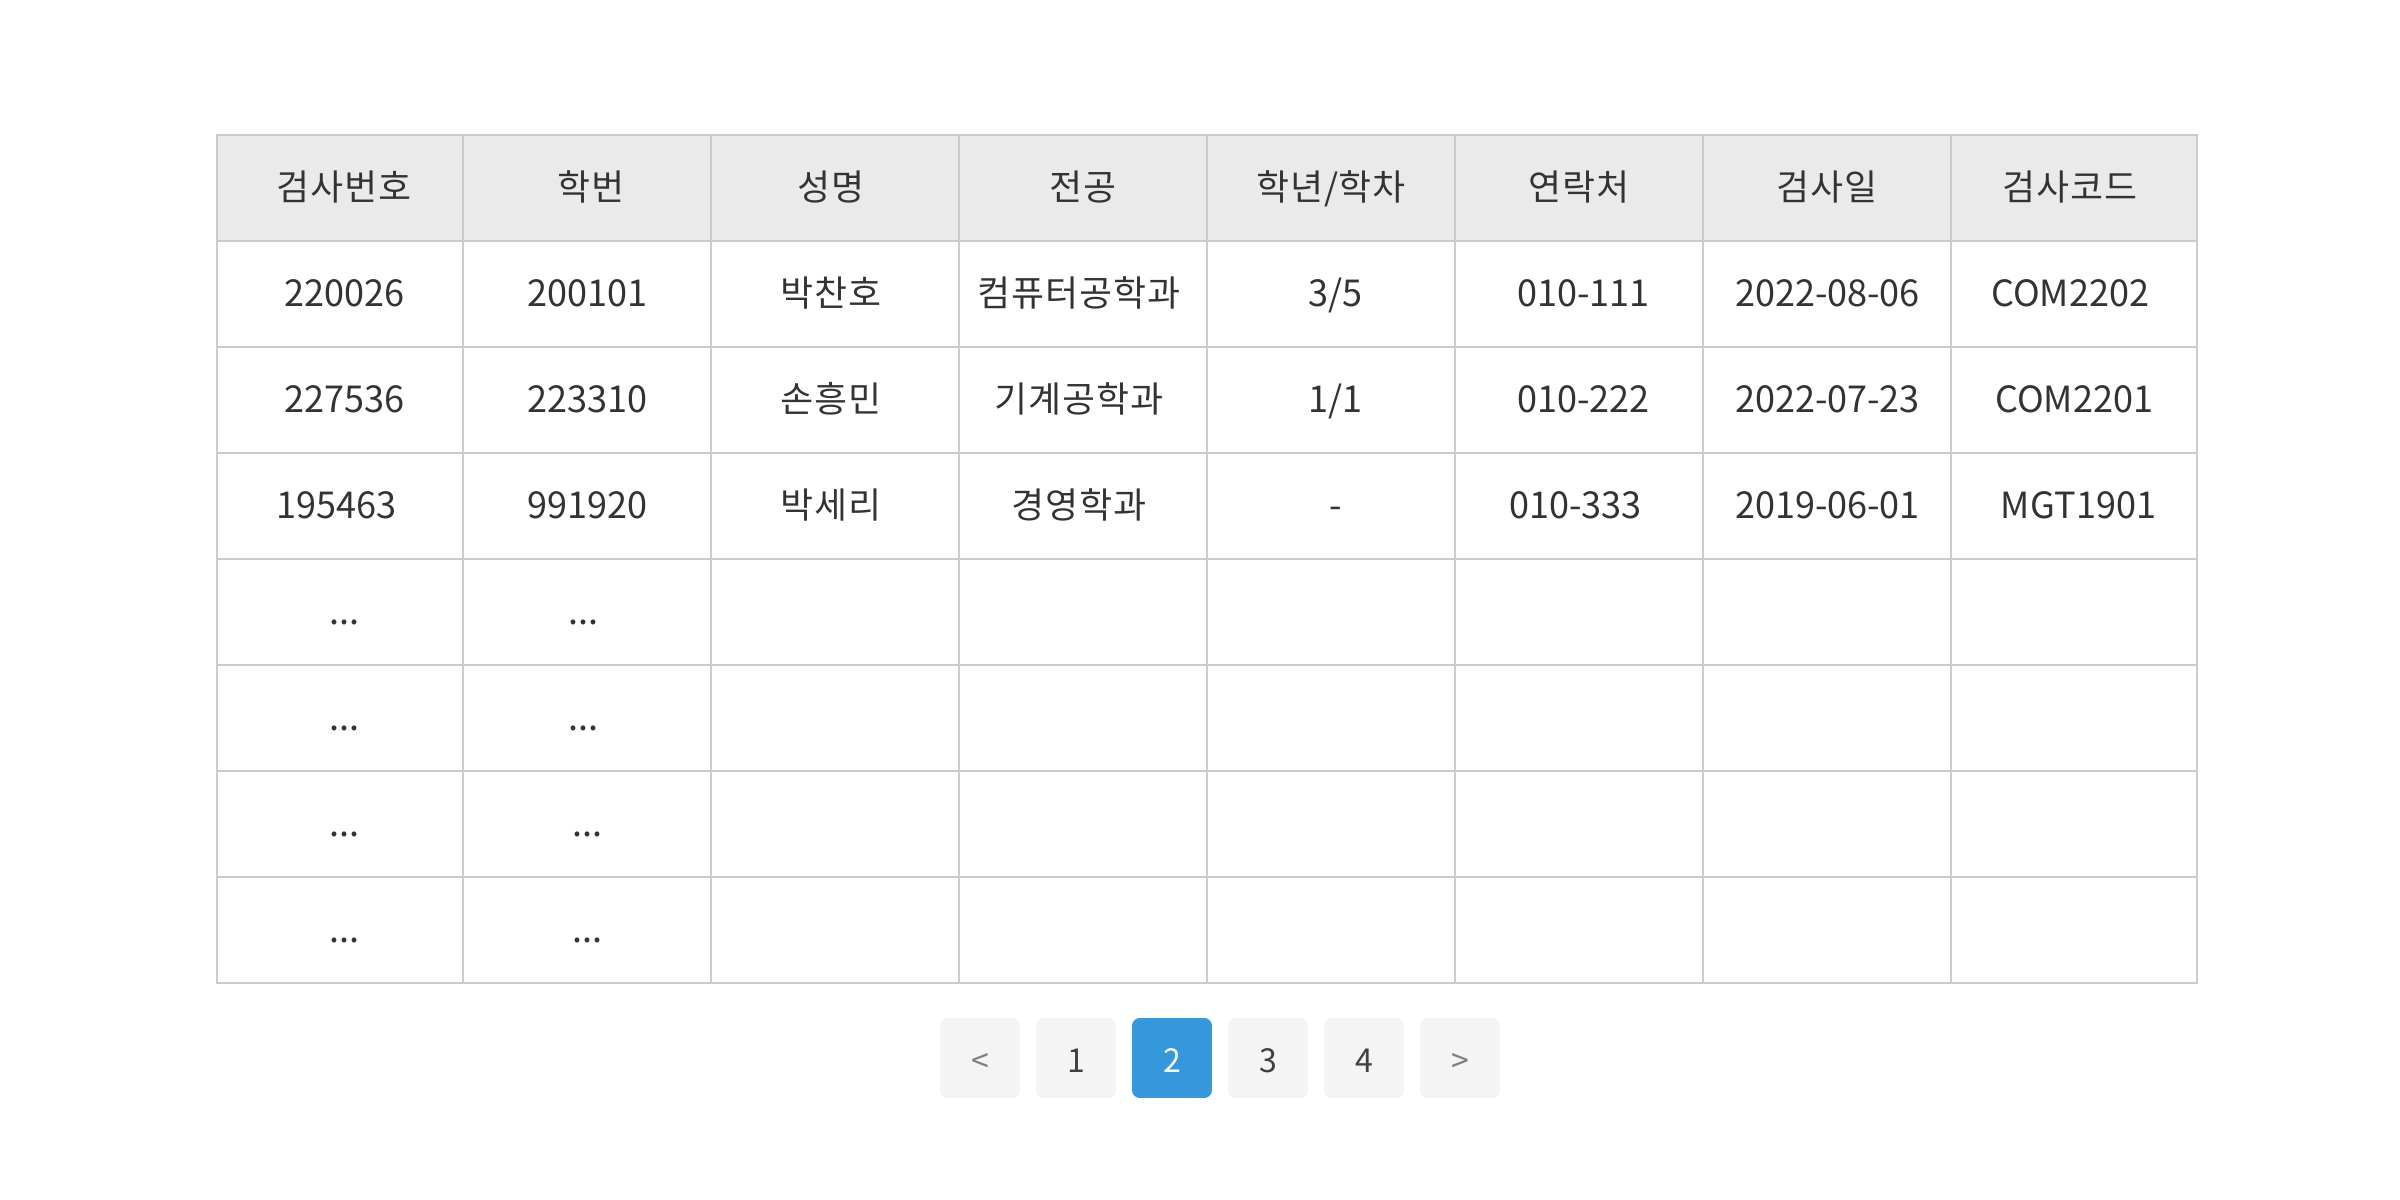 검사번호 학번 성명 전공 학년/학차 연락처 검사일 검사코드
220026 200101 박찬호 컴퓨터공학과 3/5 010-111 2022-08-06 COM2202
227536 223310 손흥민 기계공학과 1/1 010-222 2022-07-23 COM2201
195463 991920 박세리 경영학과 - 010-333 2019-06-01 MGT1901
... ...
... ...
... ...
... ...
< 1 2 3 4 >